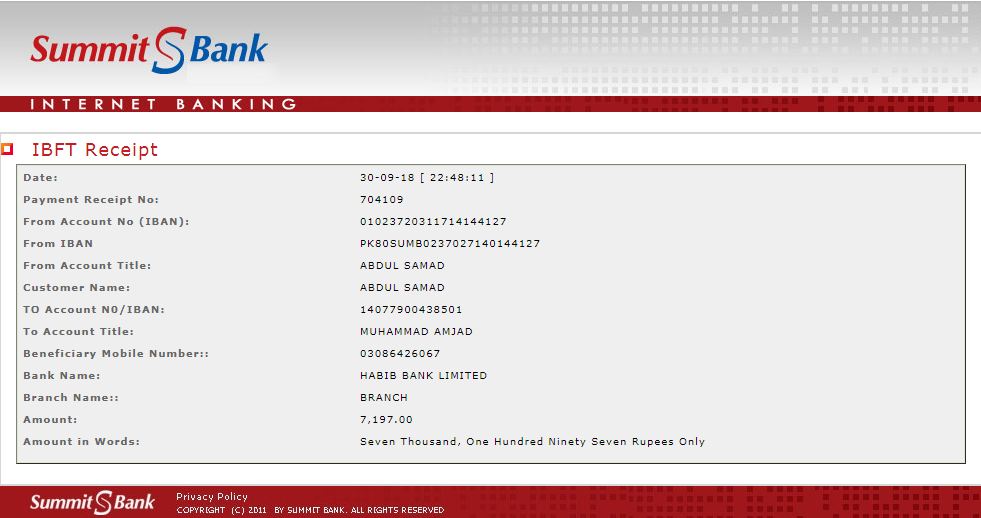 Summit Bank
INTERNET BANKING
IBFT Receipt
Date: 30-09-18 [ 22:48:11 ]
Payment Receipt No: 704109
From Account No (IBAN): 01023720311714144127
From IBAN PK80SUMB0237027140144127
From Account Title: ABDUL SAMAD
Customer Name: ABDUL SAMAD
TO Account N0/IBAN: 14077900438501
To Account Title: MUHAMMAD AMJAD
Beneficiary Mobile Number:: 03086426067
Bank Name: HABIB BANK LIMITED
Branch Name:: BRANCH
Amount: 7,197.00
Amount in Words: Seven Thousand, One Hundred Ninety Seven Rupees Only
Summit Bank
Privacy Policy
COPYRIGHT (C) 2011 BY SUMMIT BANK. ALL RIGHTS RESERVED